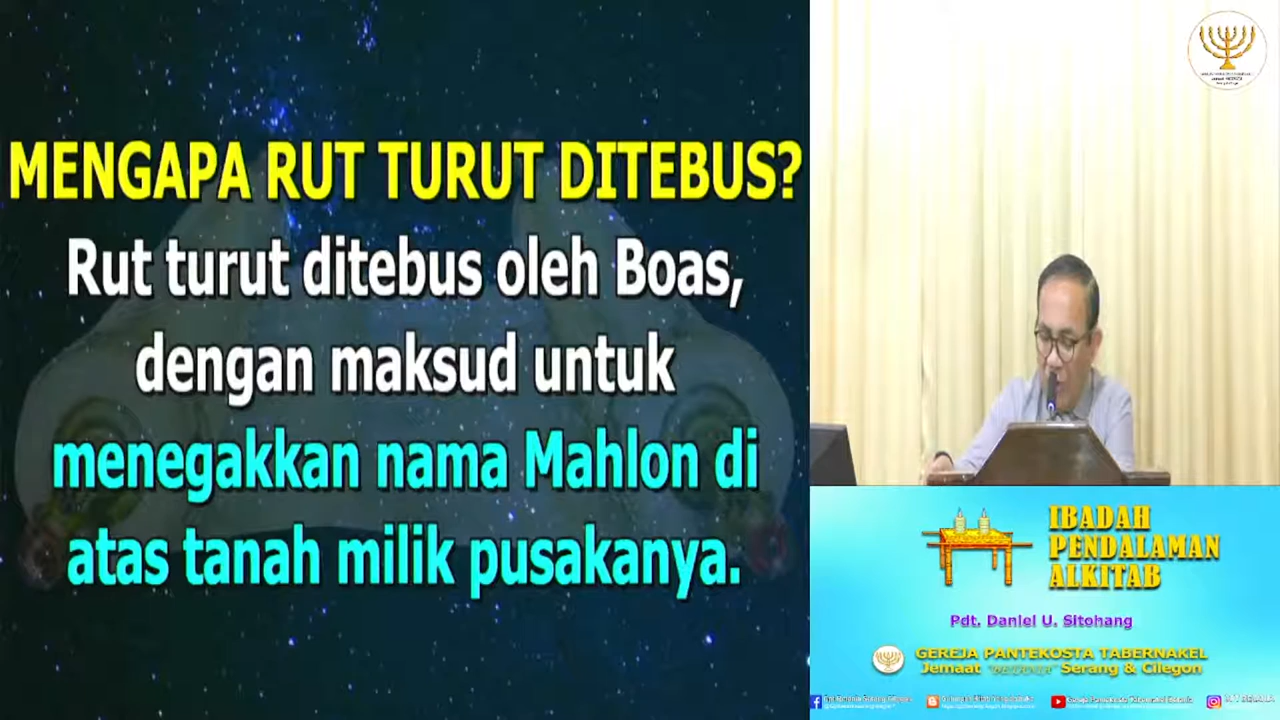 MENGAPA RUT TURUT DITEBUS?
Rut turut ditebus oleh Boas,
dengan maksud untuk
menegakkan nama Mahlon di
atas tanah milik pusakanya.
IBADAH
PENDALAMAN
ALKITAB
Pdt. Daniel U. Sitohang
GEREJA PANTEKOSTA TABERNAKEL
Jemaat Serang & Cilegon